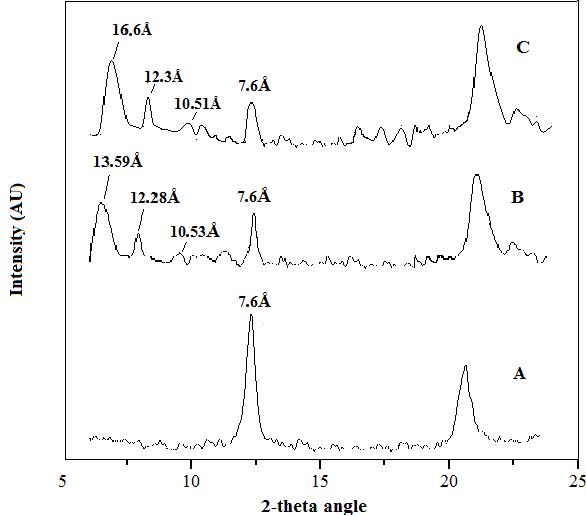 16.6Å
C
12.3Å
7.6Å
10.51Å
13.59Å
12.28Å
7.6Å
B
10.53Å
Intensity (AU)
7.6Å
A
5 10 15 20 25
2-theta angle